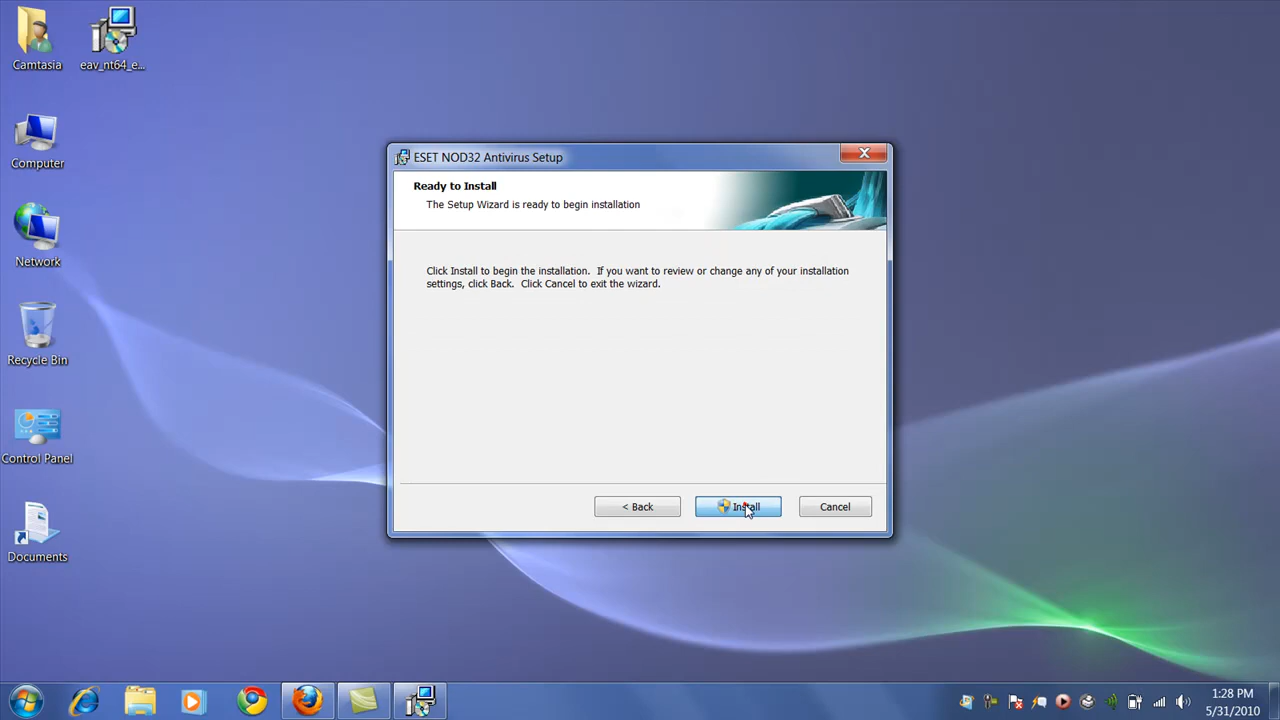 Camtasia
eav_nt64_e...
Computer
Network
Recycle Bin
Control Panel
Documents
ESET NOD32 Antivirus Setup
Ready to Install
The Setup Wizard is ready to begin installation
Click Install to begin the installation. If you want to review or change any of your installation
settings, click Back. Click Cancel to exit the wizard.
< Back
Install
Cancel
1:28 PM
5/31/2010